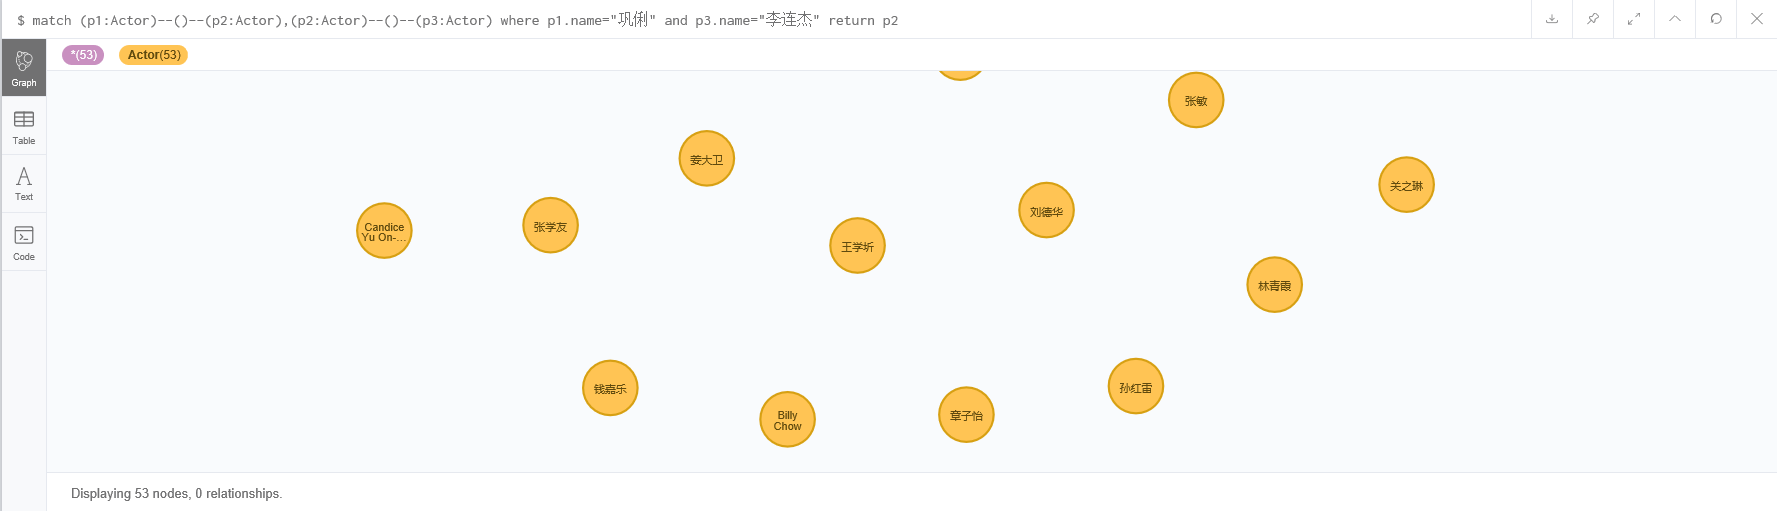 $ match (p1:Actor)--()--(p2:Actor),(p2:Actor)--()--(p3:Actor) where p1.name="巩俐" and p3.name="李连杰" return p2
*(53) Actor(53)
Graph
Table
Text
Code
张敏
姜大卫
关之琳
刘德华
Candice
Yu On-...
张学友
王学圻
林青霞
钱嘉乐
Billy
Chow
章子怡
孙红雷
Displaying 53 nodes, 0 relationships.